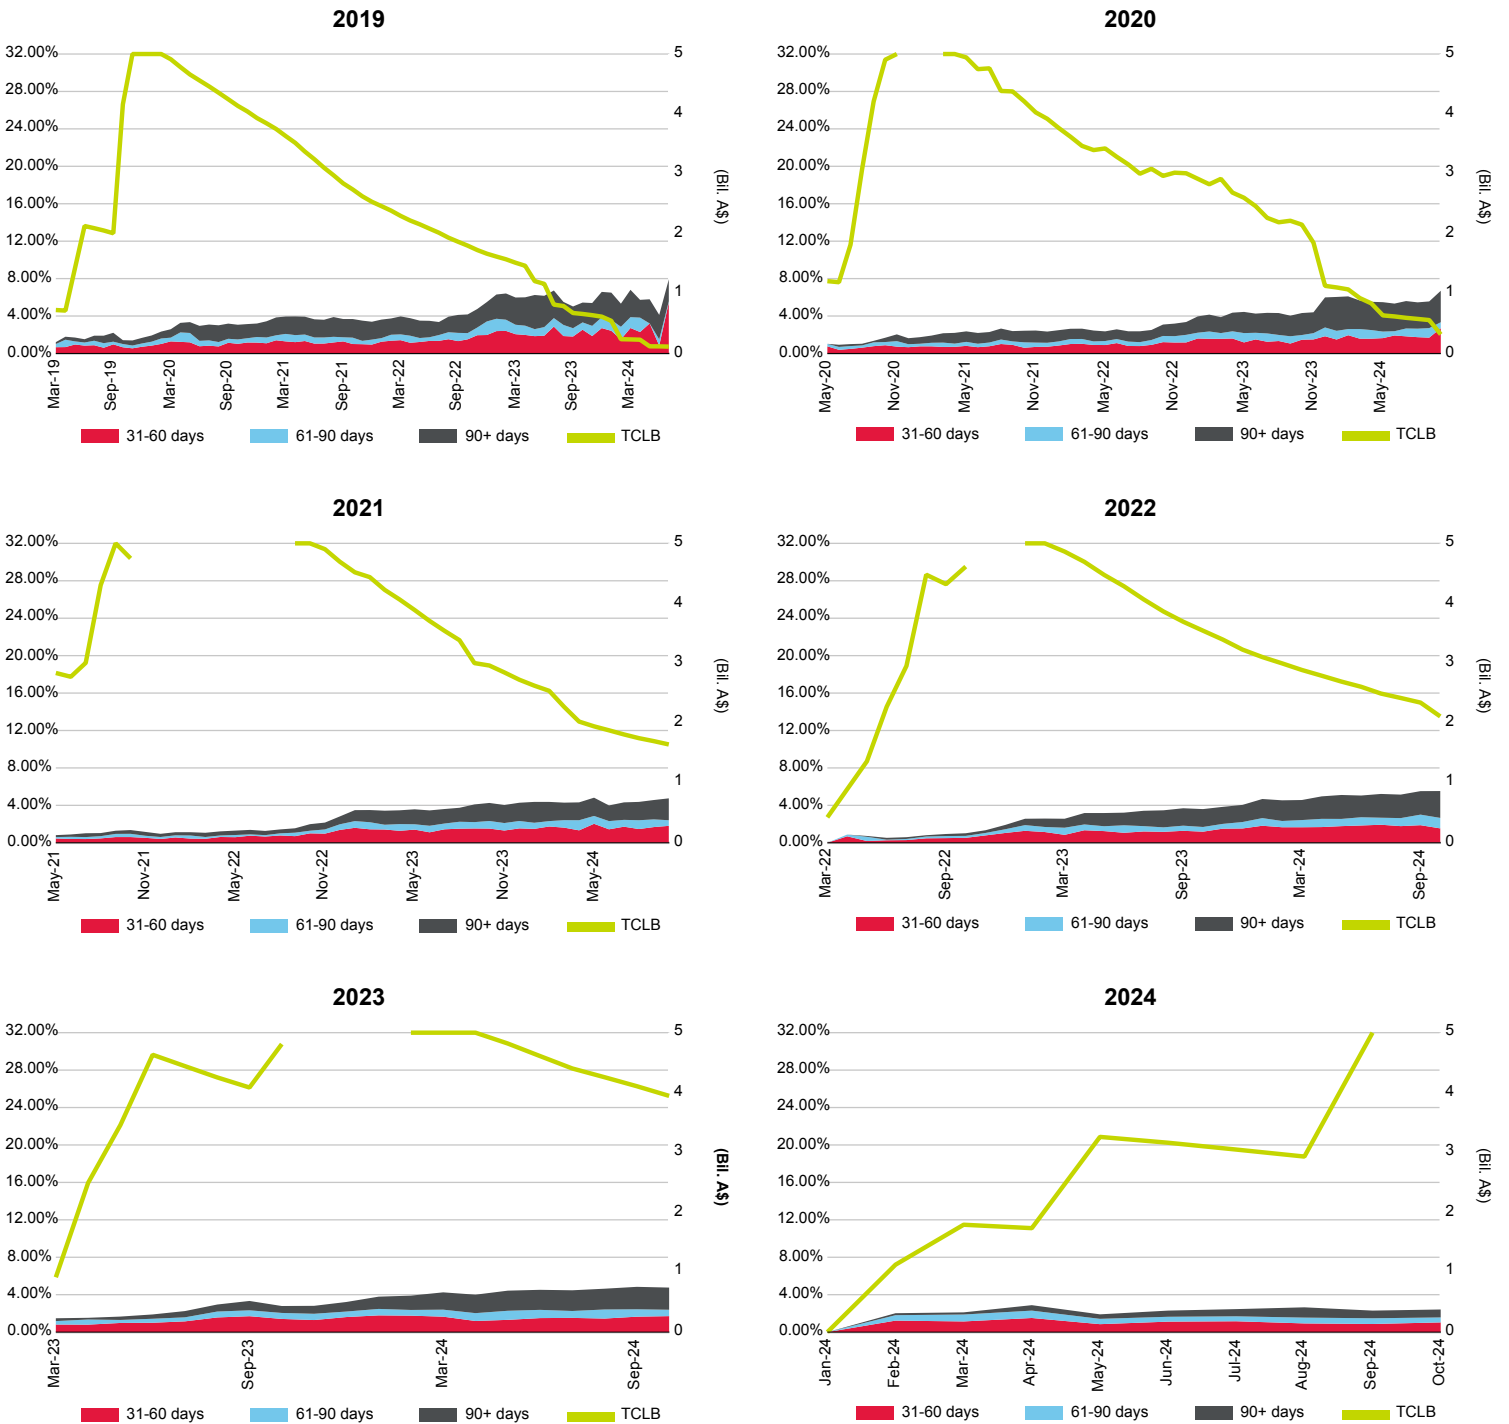 2019
32.00%
28.00%
24.00%
20.00%
16.00%
12.00%
8.00%
4.00%
0.00%
5
4
3
2
1
0
(Bil. A$)
Mar-19
Sep-19
Mar-20
Sep-20
Mar-21
Sep-21
Mar-22
Sep-22
Mar-23
Sep-23
Mar-24
31-60 days 61-90 days 90+ days TCLB
2020
32.00%
28.00%
24.00%
20.00%
16.00%
12.00%
8.00%
4.00%
0.00%
5
4
3
2
1
0
(Bil. A$)
May-20
Nov-20
May-21
Nov-21
May-22
Nov-22
May-23
Nov-23
May-24
31-60 days 61-90 days 90+ days TCLB
2021
32.00%
28.00%
24.00%
20.00%
16.00%
12.00%
8.00%
4.00%
0.00%
5
4
3
2
1
0
(Bil. A$)
May-21
Nov-21
May-22
Nov-22
May-23
Nov-23
May-24
31-60 days 61-90 days 90+ days TCLB
2022
32.00%
28.00%
24.00%
20.00%
16.00%
12.00%
8.00%
4.00%
0.00%
5
4
3
2
1
0
(Bil. A$)
Mar-22
Sep-22
Mar-23
Sep-23
Mar-24
Sep-24
31-60 days 61-90 days 90+ days TCLB
2023
32.00%
28.00%
24.00%
20.00%
16.00%
12.00%
8.00%
4.00%
0.00%
5
4
3
2
1
0
(Bil. A$)
Mar-23
Sep-23
Mar-24
Sep-24
31-60 days 61-90 days 90+ days TCLB
2024
32.00%
28.00%
24.00%
20.00%
16.00%
12.00%
8.00%
4.00%
0.00%
5
4
3
2
1
0
(Bil. A$)
Jan-24
Feb-24
Mar-24
Apr-24
May-24
Jun-24
Jul-24
Aug-24
Sep-24
Oct-24
31-60 days 61-90 days 90+ days TCLB